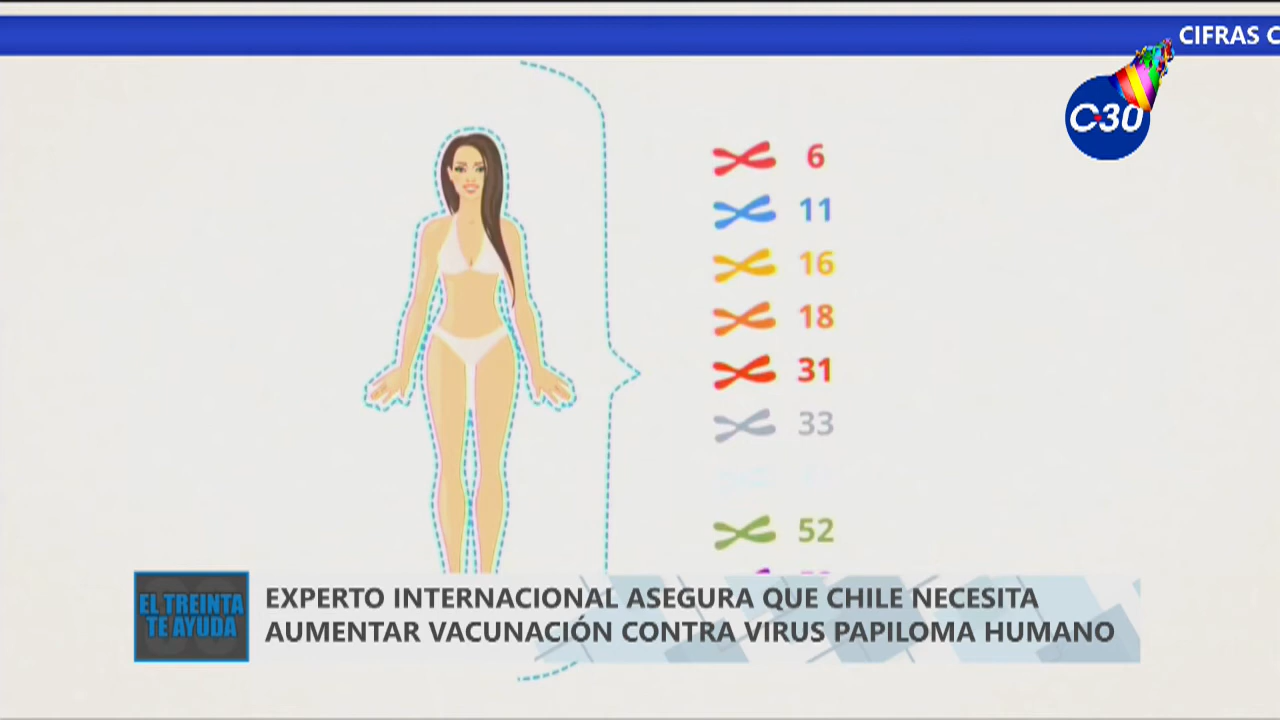 CIFRAS C
C30
6
11
16
18
31
33
52
EL TREINTA
TE AYUDA
EXPERTO INTERNACIONAL ASEGURA QUE CHILE NECESITA
AUMENTAR VACUNACIÓN CONTRA VIRUS PAPILOMA HUMANO